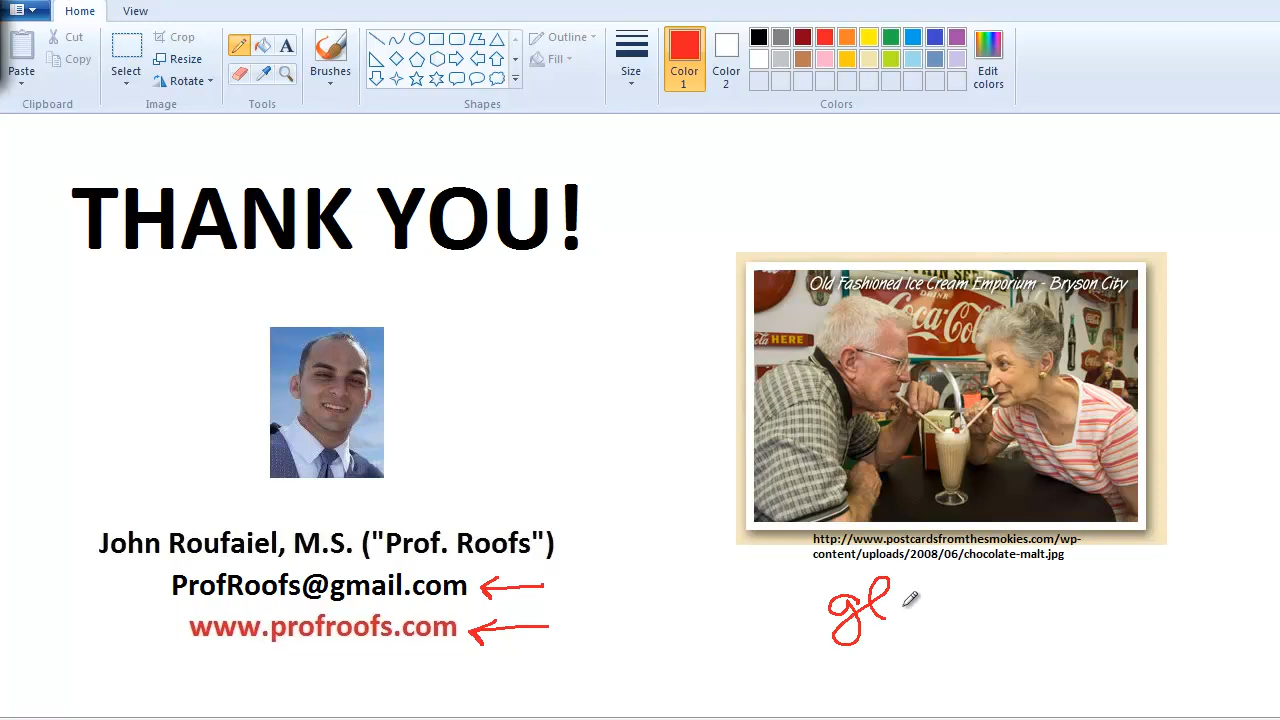 Home
View
Paste
Cut
Copy
Clipboard
Select
Crop
Resize
Rotate
Image
A
Tools
Brushes
Outline
Fill
Shapes
Size
Color
1
Color
2
Edit
colors
Colors
THANK YOU!
Old Fashioned Ice Cream Emporium - Bryson City
DRINK
Coca-Cola
HERE
http://www.postcardsfromthesmokies.com/wp-
content/uploads/2008/06/chocolate-malt.jpg
John Roufaiel, M.S. ("Prof. Roofs")
ProfRoofs@gmail.com
www.profroofs.com
gl